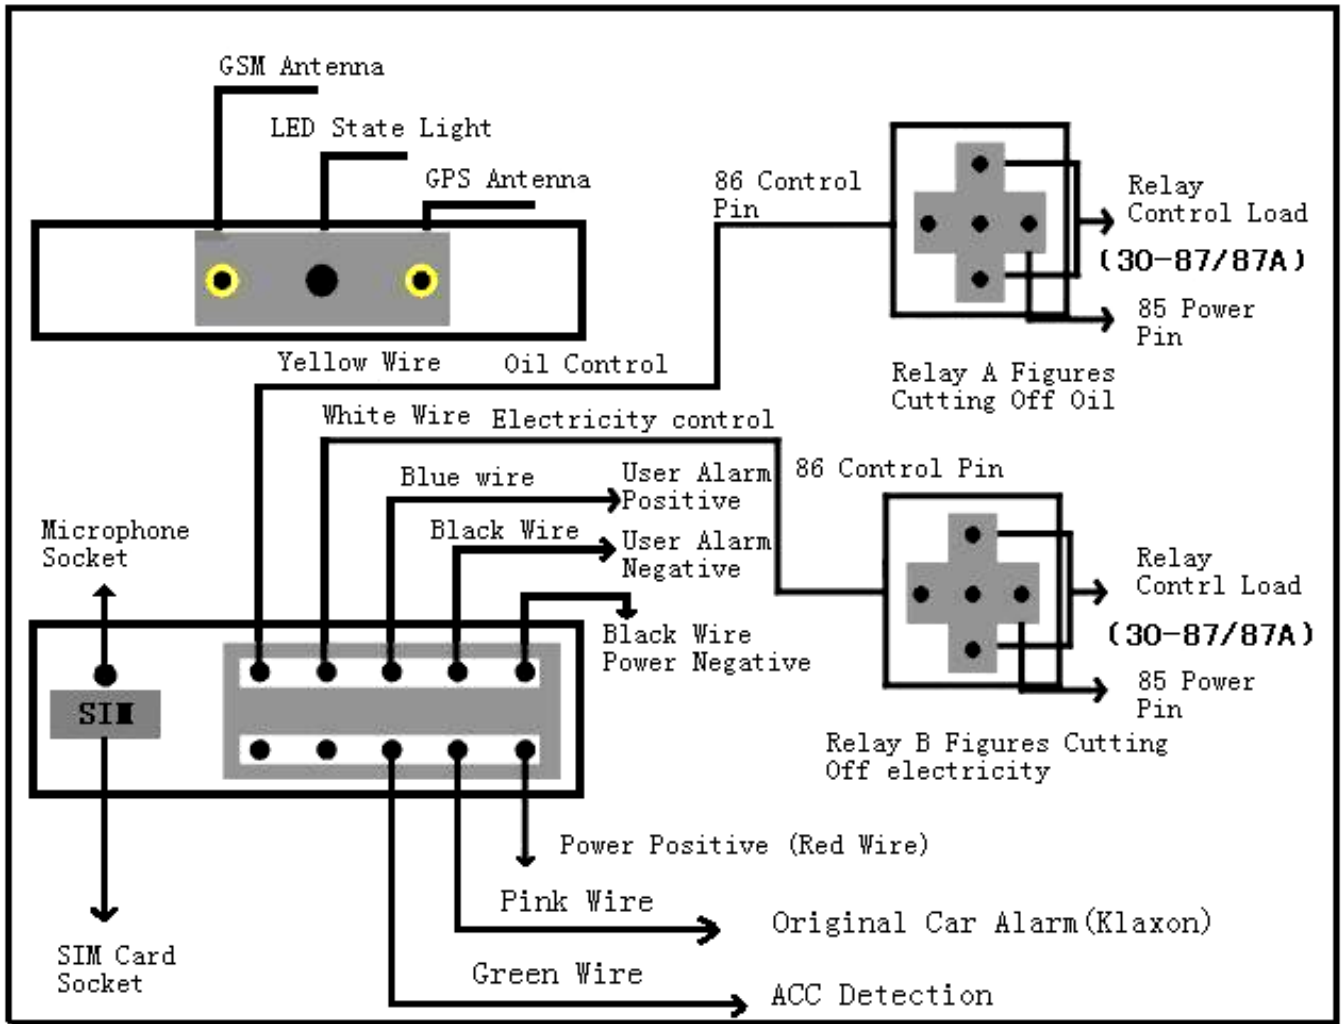 GSM Antenna
LED State Light
GPS Antenna
86 Control
Pin
Relay
Control Load
(30-87/87A)
85 Power
Pin
Relay A Figures
Cutting Off Oil
Yellow Wire
Oil Control
White Wire
Electricity control
Blue wire
User Alarm
Positive
Black Wire
User Alarm
Negative
Black Wire
Power Negative
86 Control Pin
Relay
Contrl Load
(30-87/87A)
85 Power
Pin
Relay B Figures Cutting
Off electricity
Microphone
Socket
SIM
SIM Card
Socket
Power Positive (Red Wire)
Pink Wire
Original Car Alarm(Klaxon)
Green Wire
ACC Detection